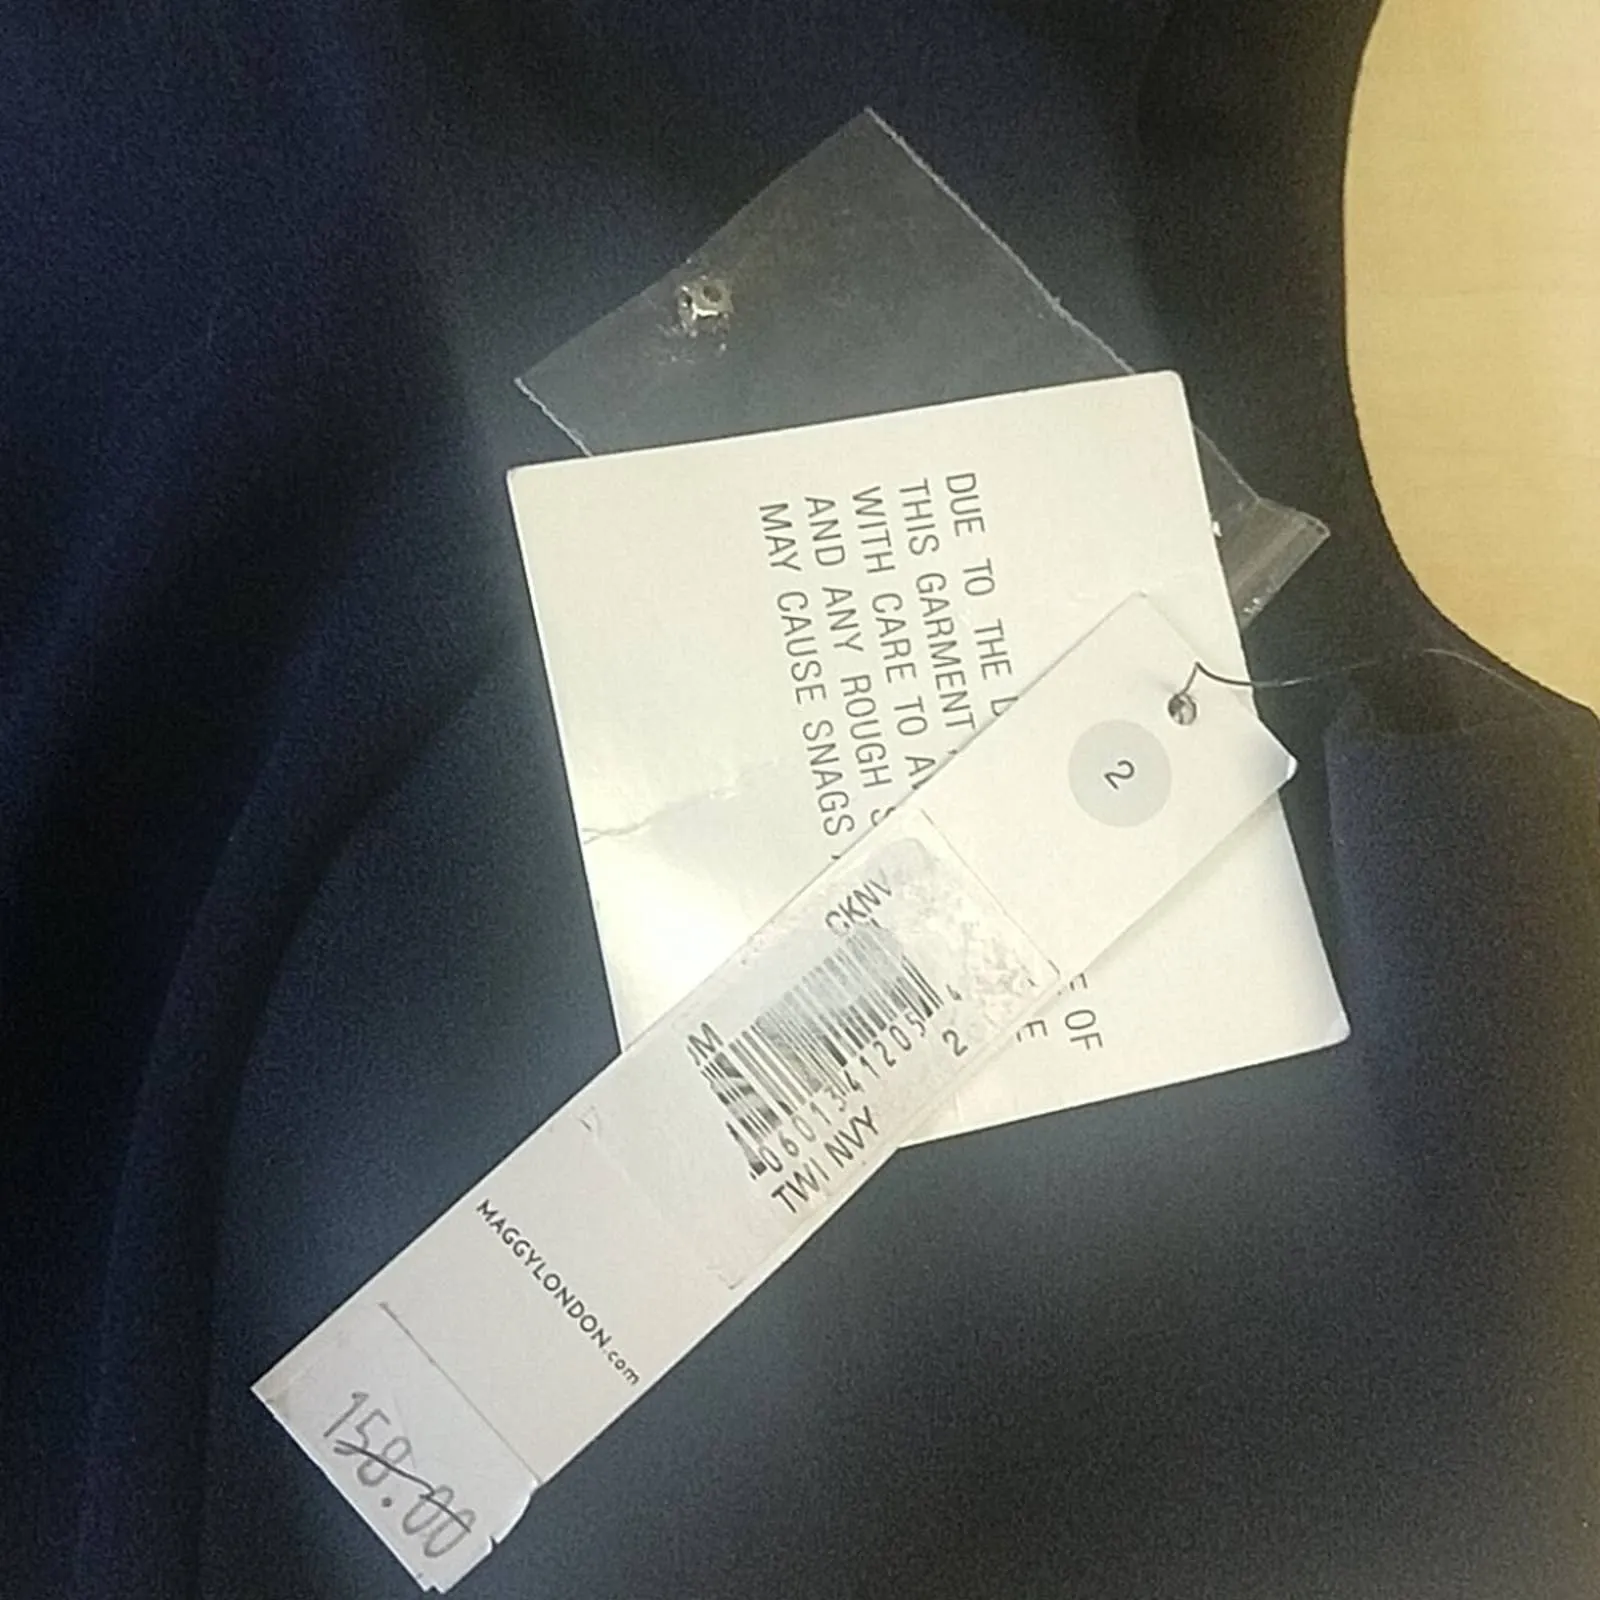 DUE TO THE
THIS GARMENT
WITH CARE TO
AND ANY ROUGH
MAY CAUSE SNAGS
OF
2
CKNV
2
TWI NVY
MAGGYLONDON.com
158.00